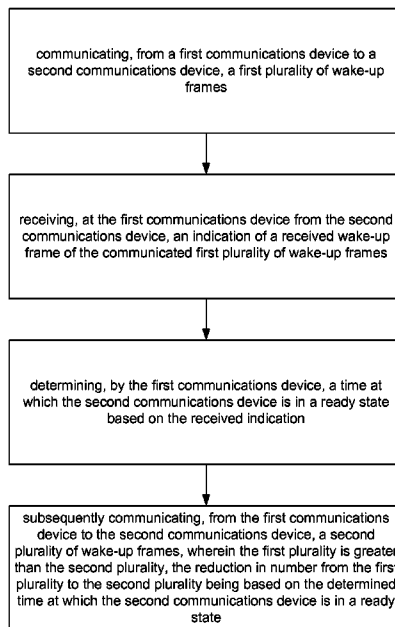 communicating, from a first communications device to a
second communications device, a first plurality of wake-up
frames
receiving, at the first communications device from the second
communications device, an indication of a received wake-up
frame of the communicated first plurality of wake-up frames
determining, by the first communications device, a time at
which the second communications device is in a ready state
based on the received indication
subsequently communicating, from the first communications
device to the second communications device, a second
plurality of wake-up frames, wherein the first plurality is greater
than the second plurality, the reduction in number from the first
plurality to the second plurality being based on the determined
time at which the second communications device is in a ready
state